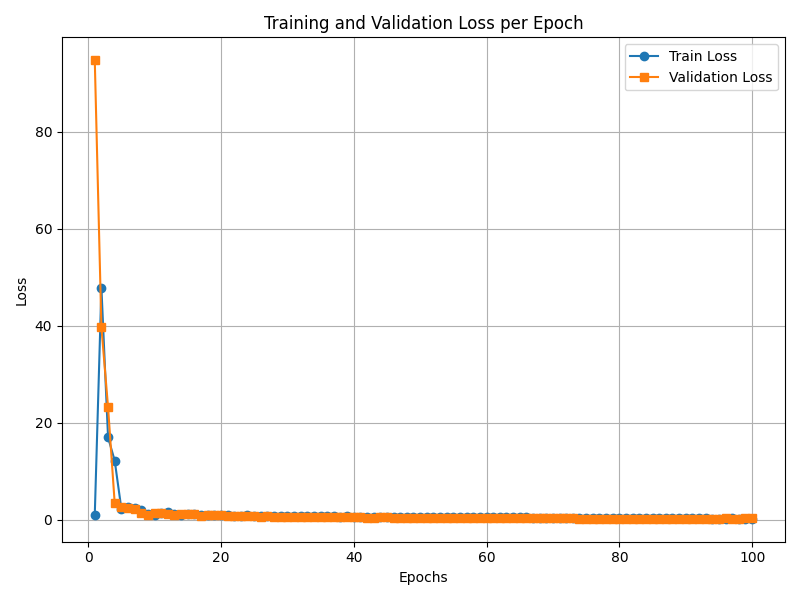 Training and Validation Loss per Epoch
Train Loss
Validation Loss
Loss
80
60
40
20
0
0 20 40 60 80 100
Epochs